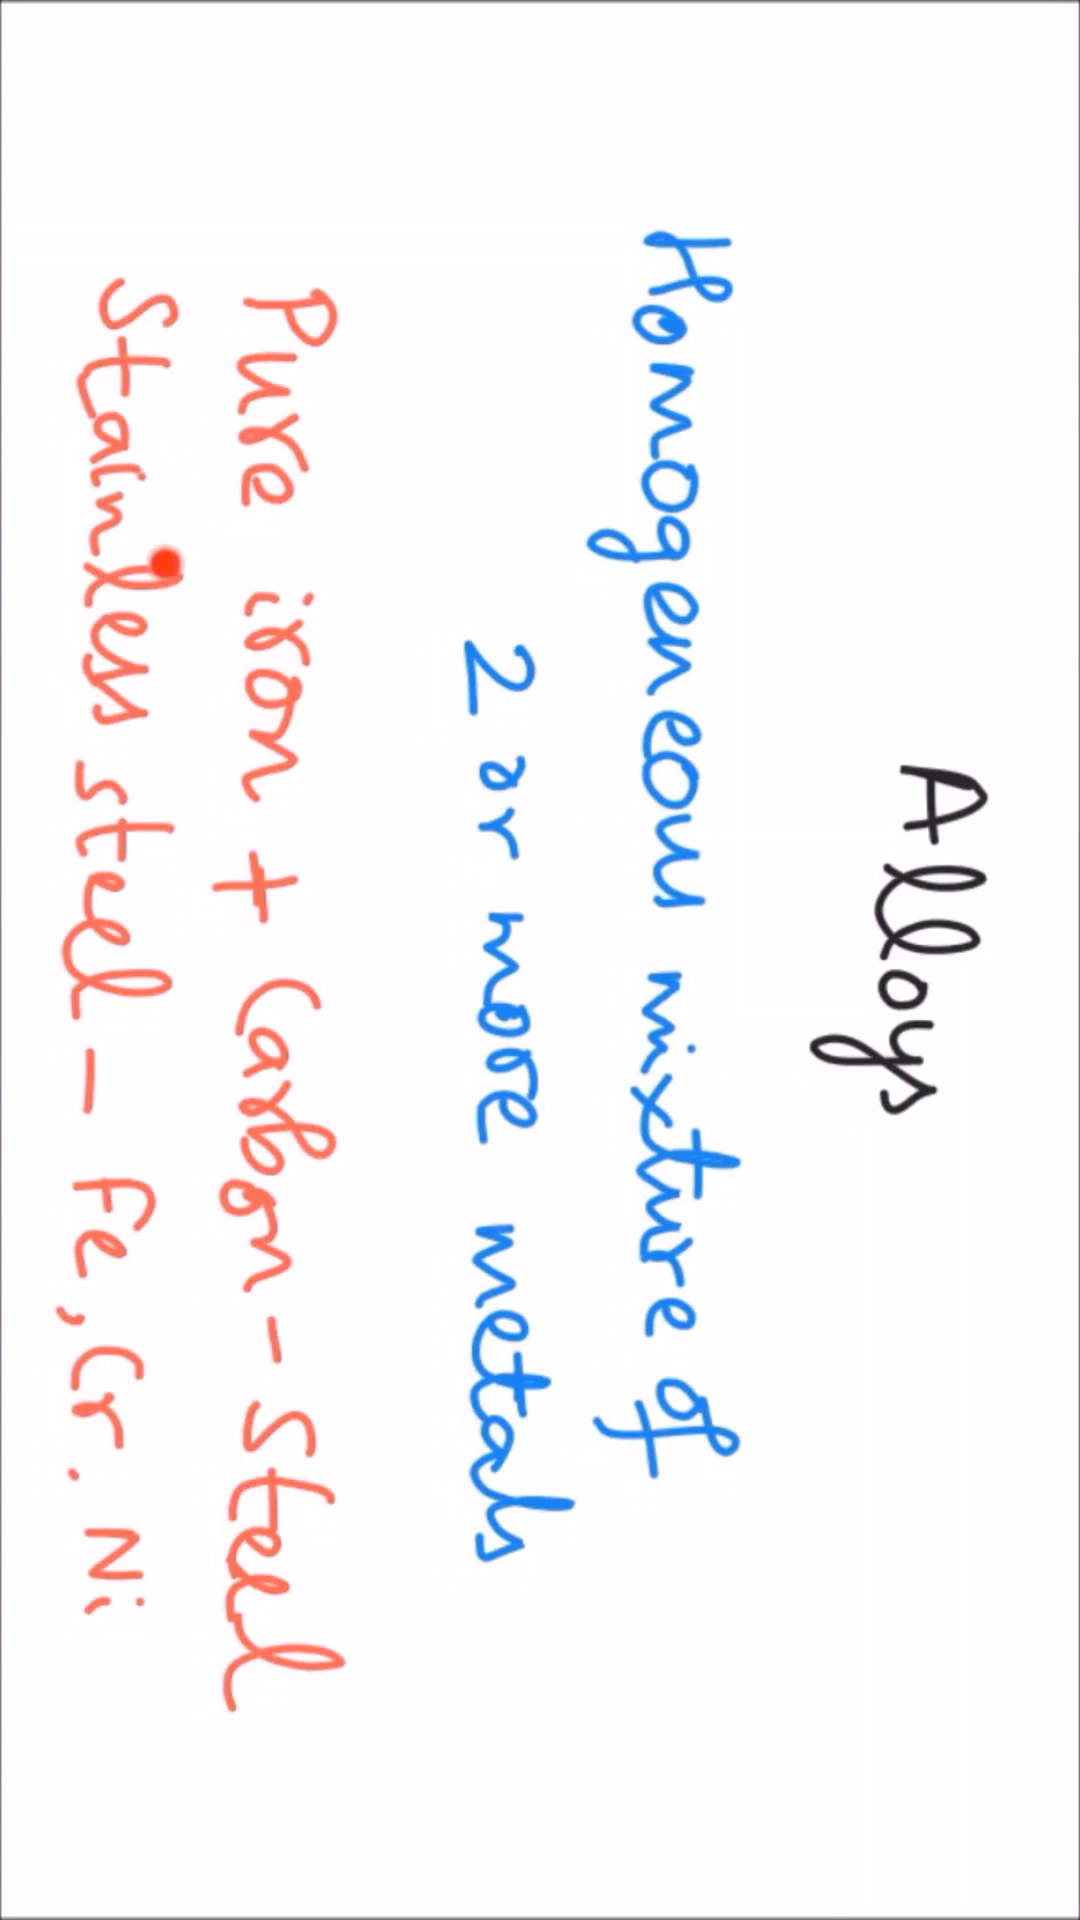 Alloys
Homogeneous mixture of
2 or more metals
Pure iron + Carbon - Steel
Stainless steel - Fe, Cr. Ni